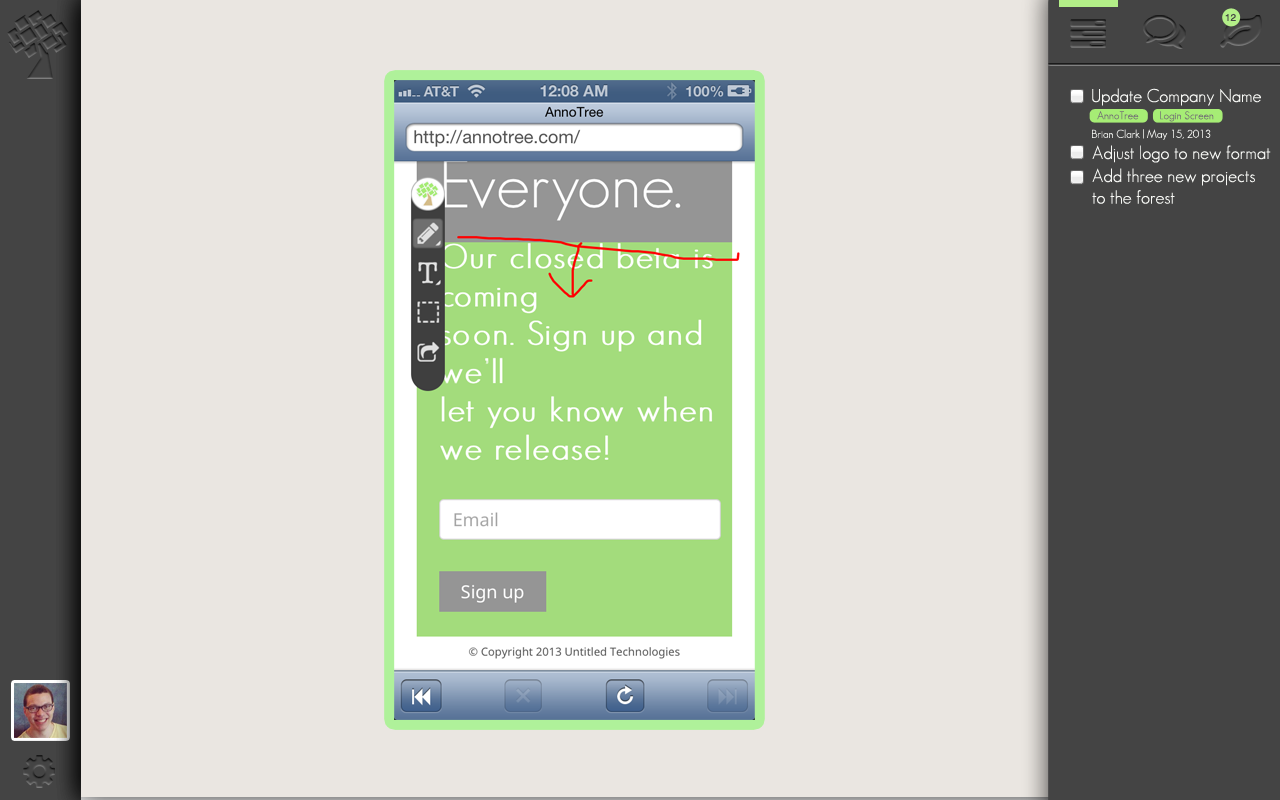 AT&T 12:08 AM 100%
AnnoTree
http://annotree.com/
Everyone.
Our closed beta is
coming
soon. Sign up and
we'll
let you know when
we release!
Email
Sign up
© Copyright 2013 Untitled Technologies
T
12
Update Company Name
AnnoTree Login Screen
Brian Clark | May 15, 2013
Adjust logo to new format
Add three new projects
to the forest